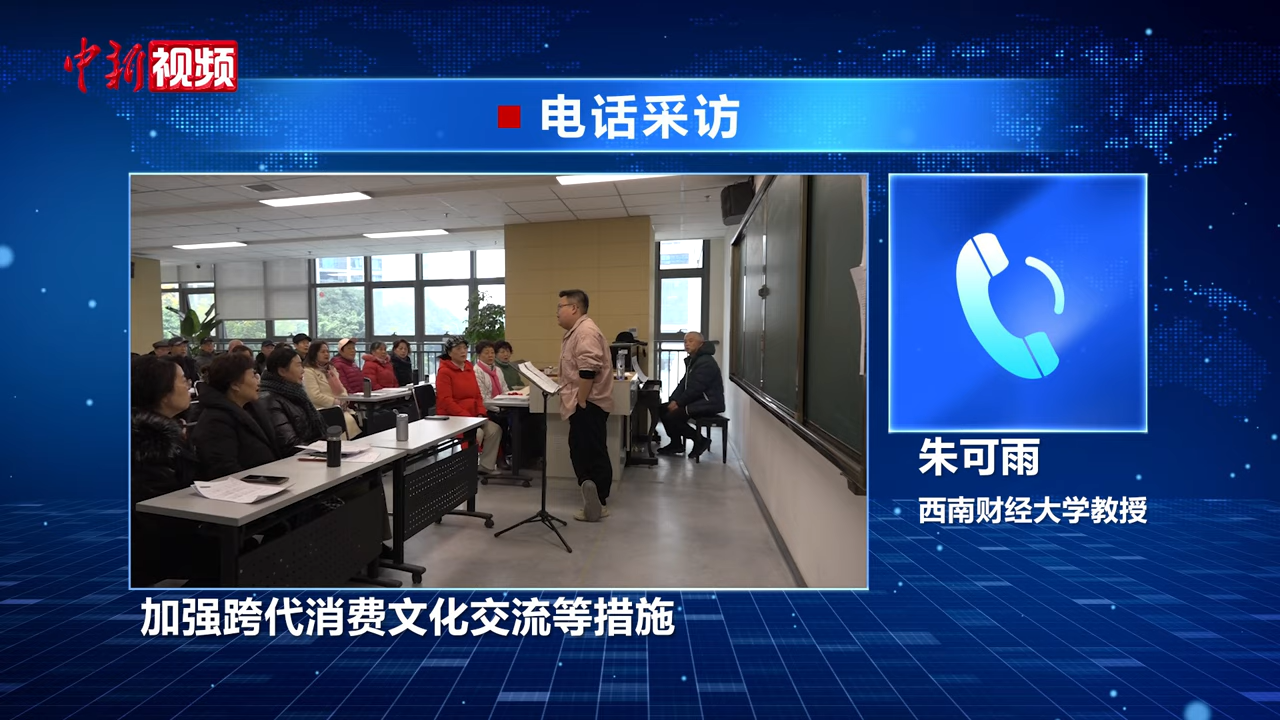 中新视频
电话采访
朱可雨
西南财经大学教授
加强跨代消费文化交流等措施